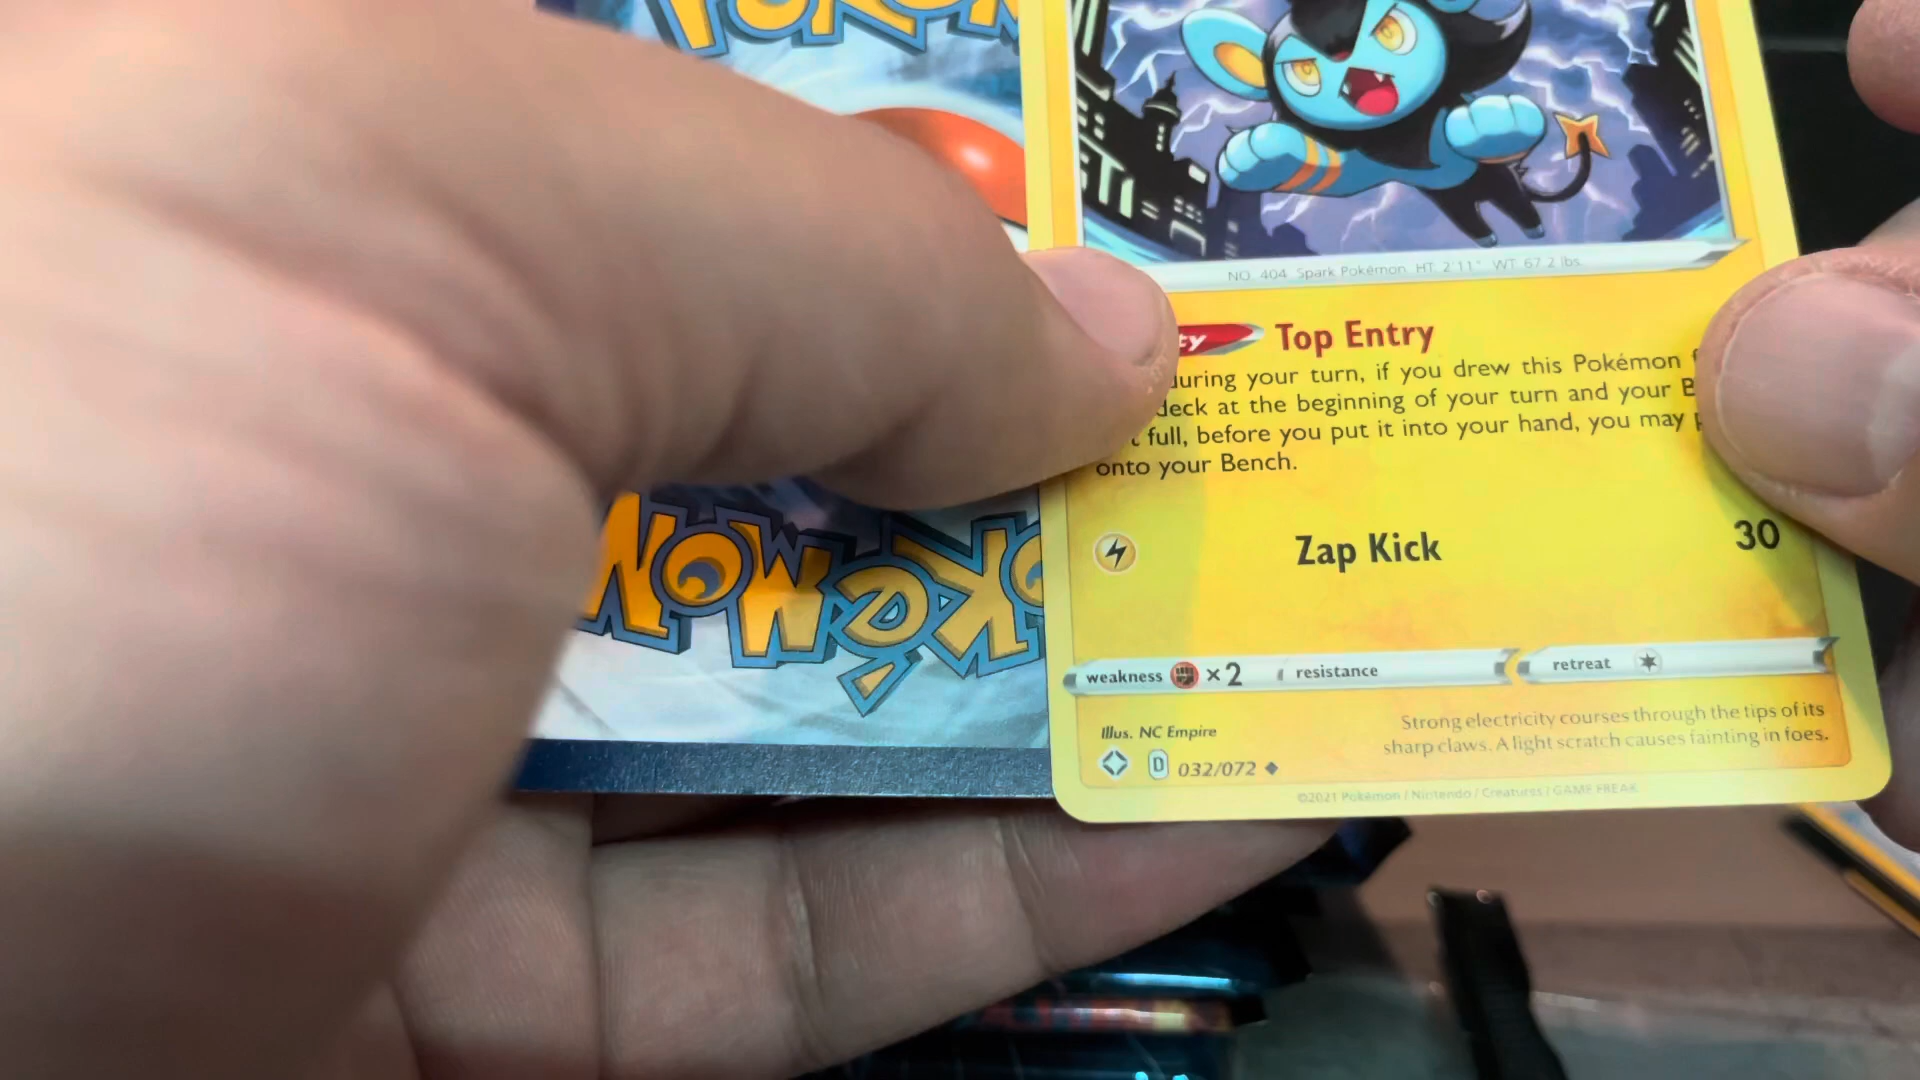 NO. 404 Spark Pokémon HT: 2'11" WT: 67.2 lbs.
Top Entry
during your turn, if you drew this Pokémon
deck at the beginning of your turn and your
full, before you put it into your hand, you may
onto your Bench.
Zap Kick 30
weakness ×2 resistance retreat
Strong electricity courses through the tips of its
sharp claws. A light scratch causes fainting in foes.
Illus. NC Empire
D 032/072
©2021 Pokémon / Nintendo / Creatures / GAME FREAK